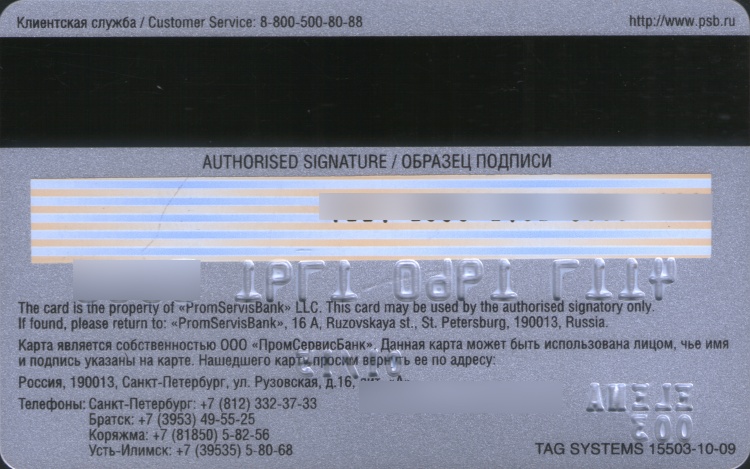 Клиентская служба / Customer Service: 8-800-500-80-88
http://www.psb.ru
AUTHORISED SIGNATURE / ОБРАЗЕЦ ПОДПИСИ
The card is the property of «PromServisBank» LLC. This card may be used by the authorised signatory only.
If found, please return to: «PromServisBank», 16 A, Ruzovskaya st., St. Petersburg, 190013, Russia.
Карта является собственностью ООО «ПромСервисБанк». Данная карта может быть использована лицом, чье имя
и подпись указаны на карте. Нашедшего карту просим вернуть ее по адресу:
Россия, 190013, Санкт-Петербург, ул. Рузовская, д.16, лит. «А»
Телефоны: Санкт-Петербург: +7 (812) 332-37-33
Братск: +7 (3953) 49-55-25
Коряжма: +7 (81850) 5-82-56
Усть-Илимск: +7 (39535) 5-80-68
TAG SYSTEMS 15503-10-09